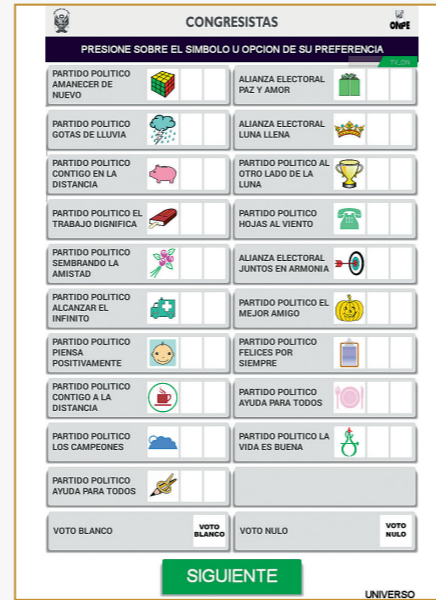 CONGRESISTAS
ONPE
PRESIONE SOBRE EL SIMBOLO U OPCION DE SU PREFERENCIA
TV_ON
PARTIDO POLITICO
AMANECER DE
NUEVO
ALIANZA ELECTORAL
PAZ Y AMOR
PARTIDO POLITICO
GOTAS DE LLUVIA
ALIANZA ELECTORAL
LUNA LLENA
PARTIDO POLITICO
CONTIGO EN LA
DISTANCIA
PARTIDO POLITICO AL
OTRO LADO DE LA
LUNA
PARTIDO POLITICO EL
TRABAJO DIGNIFICA
PARTIDO POLITICO
HOJAS AL VIENTO
PARTIDO POLITICO
SEMBRANDO LA
AMISTAD
ALIANZA ELECTORAL
JUNTOS EN ARMONIA
PARTIDO POLITICO
ALCANZAR EL
INFINITO
PARTIDO POLITICO EL
MEJOR AMIGO
PARTIDO POLITICO
PIENSA
POSITIVAMENTE
PARTIDO POLITICO
FELICES POR
SIEMPRE
PARTIDO POLITICO
CONTIGO A LA
DISTANCIA
PARTIDO POLITICO
AYUDA PARA TODOS
PARTIDO POLITICO
LOS CAMPEONES
PARTIDO POLITICO LA
VIDA ES BUENA
PARTIDO POLITICO
AYUDA PARA TODOS
VOTO BLANCO
VOTO
BLANCO
VOTO NULO
VOTO
NULO
SIGUIENTE
UNIVERSO